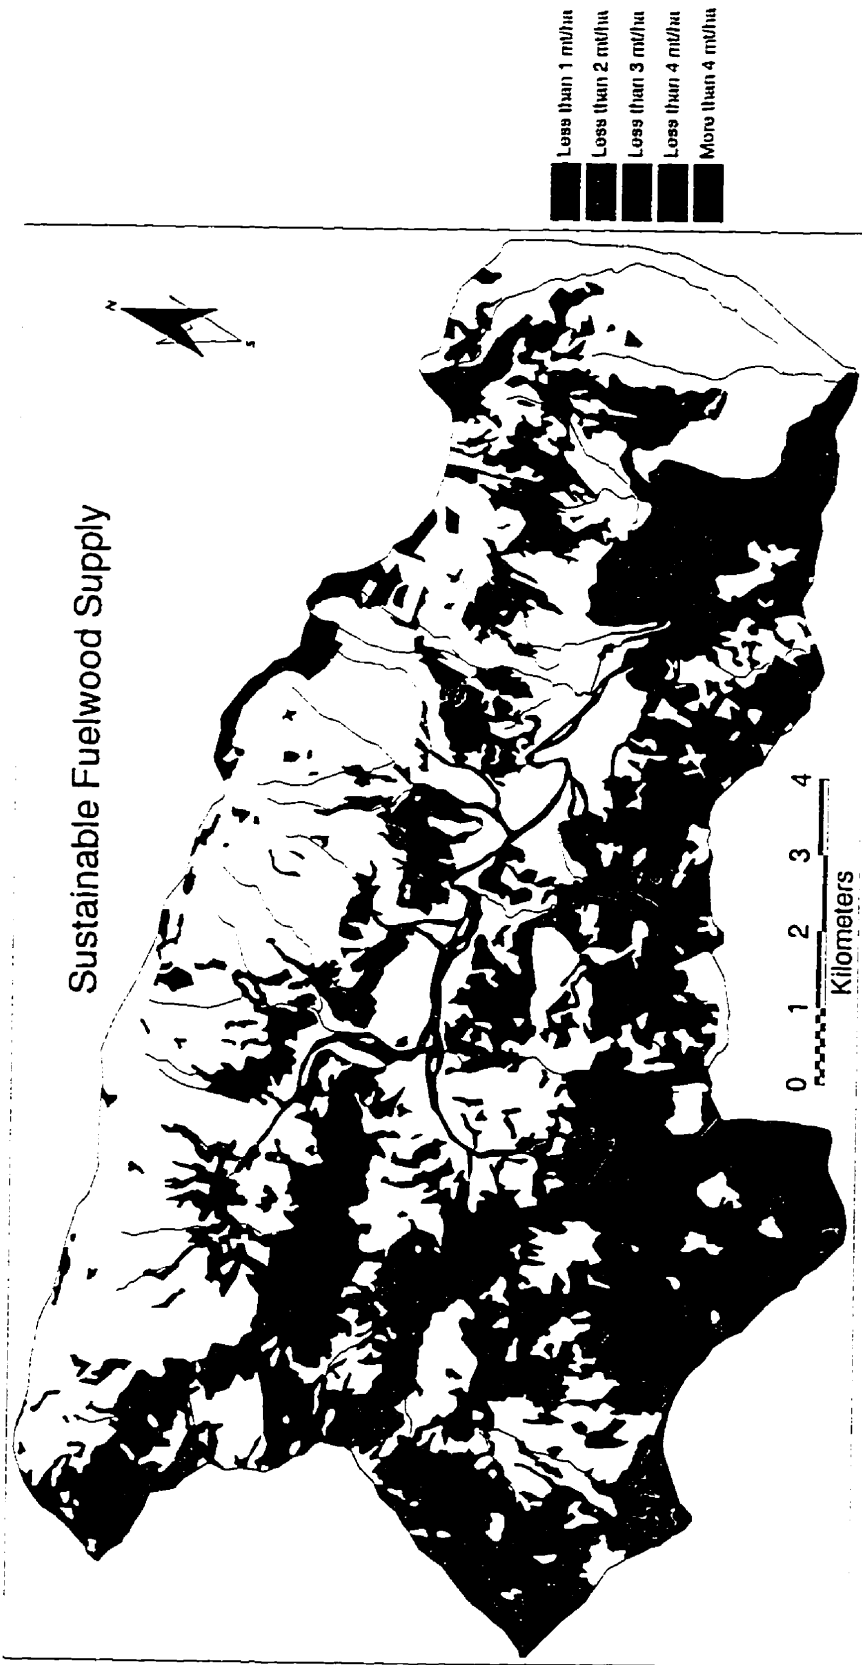 Sustainable Fuelwood Supply
N
S
0 1 2 3 4
Kilometers
Less than 1 mt/ha
Less than 2 mt/ha
Less than 3 mt/ha
Less than 4 mt/ha
More than 4 mt/ha